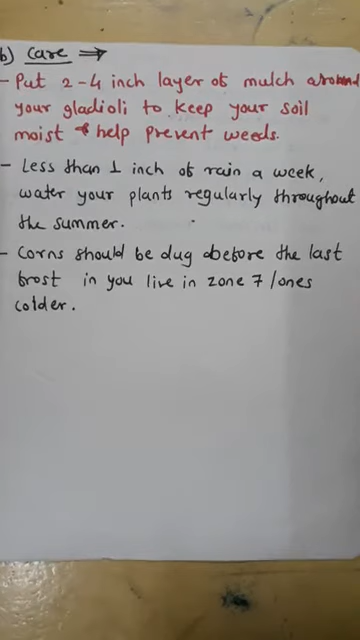 b) Care ⇒
- Put 2-4 inch layer of mulch around
your gladioli to keep your soil
moist & help prevent weeds.
- Less than 1 inch of rain a week,
water your plants regularly throughout
the summer.
- Corns should be dug before the last
frost in you live in zone 7/ones
colder.